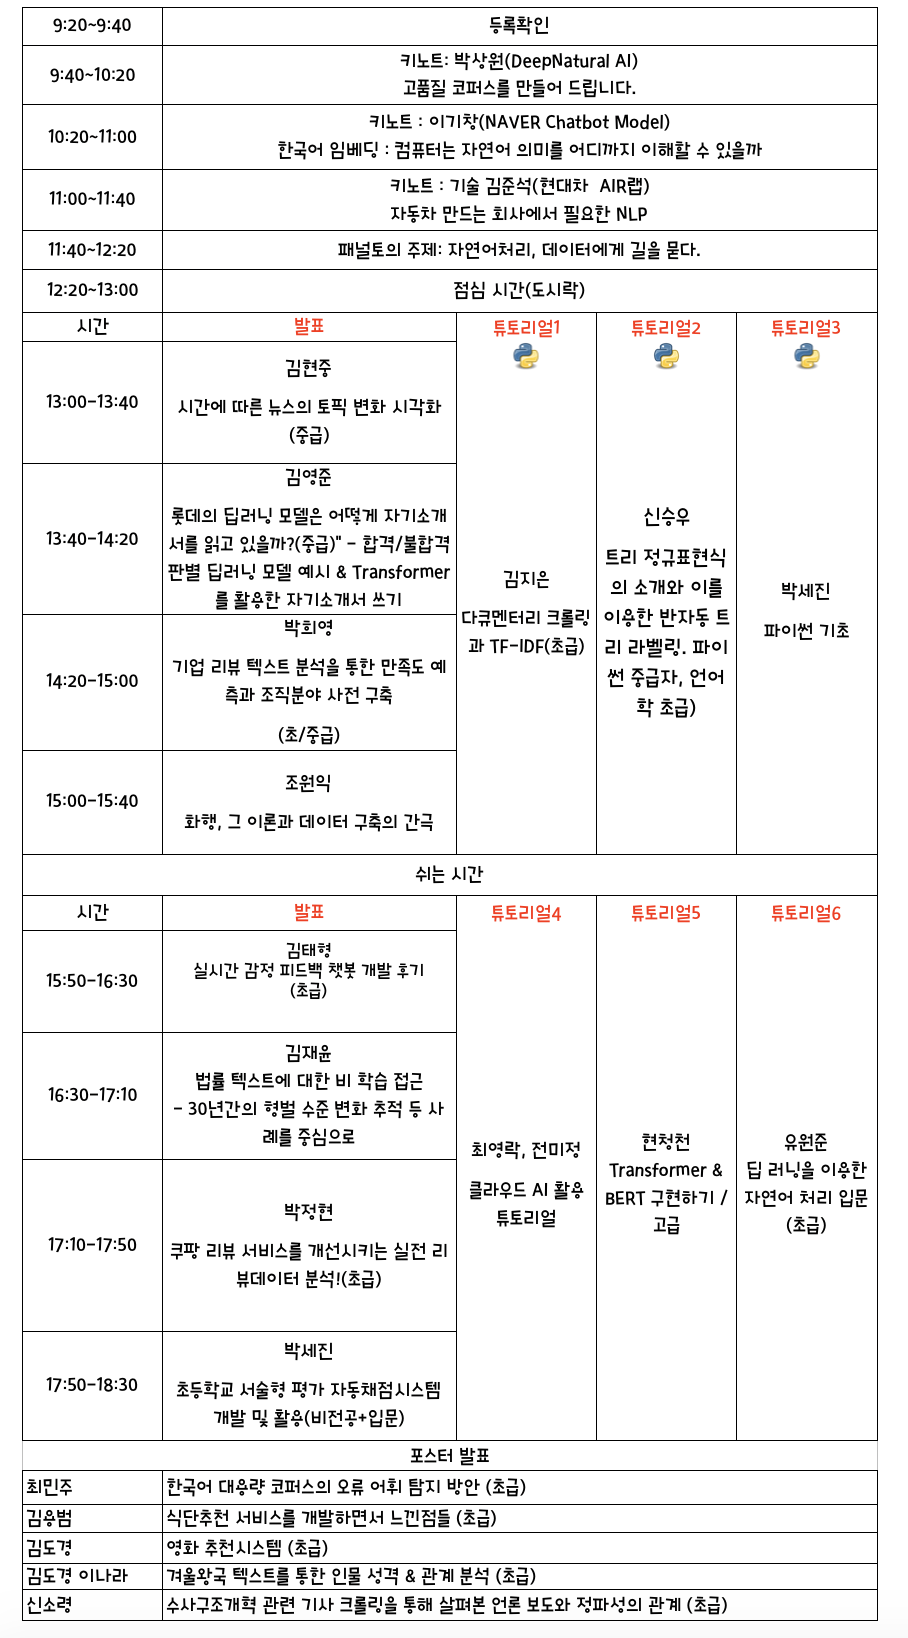 9:20~9:40
등록확인
9:40~10:20
키노트: 박상원(DeepNatural AI)
고품질 코퍼스를 만들어 드립니다.
10:20~11:00
키노트 : 이기창(NAVER Chatbot Model)
한국어 임베딩 : 컴퓨터는 자연어 의미를 어디까지 이해할 수 있을까
11:00~11:40
키노트 : 기술 김준석(현대차 AIR랩)
자동차 만드는 회사에서 필요한 NLP
11:40~12:20
패널토의 주제: 자연어처리, 데이터에게 길을 묻다.
12:20~13:00
점심 시간(도시락)
시간
발표
튜토리얼1
튜토리얼2
튜토리얼3
13:00-13:40
김현중
시간에 따른 뉴스의 토픽 변화 시각화
(중급)
13:40-14:20
김영준
롯데의 딥러닝 모델은 어떻게 자기소개
서를 읽고 있을까?(중급)" - 합격/불합격
판별 딥러닝 모델 예시 & Transformer
를 활용한 자기소개서 쓰기
14:20-15:00
박희영
기업 리뷰 텍스트 분석을 통한 만족도 예
측과 조직분야 사전 구축
(초/중급)
15:00-15:40
조원익
화행, 그 이론과 데이터 구축의 간극
김지은
다큐멘터리 크롤링
과 TF-IDF(초급)
신승우
트리 정규표현식
의 소개와 이를
이용한 반자동 트
리 라벨링. 파이
썬 중급자, 언어
학 초급)
박세진
파이썬 기초
쉬는 시간
시간
발표
튜토리얼4
튜토리얼5
튜토리얼6
15:50-16:30
김태형
실시간 감정 피드백 챗봇 개발 후기
(초급)
16:30-17:10
김재윤
법률 텍스트에 대한 비 학습 접근
- 30년간의 형벌 수준 변화 추적 등 사
례를 중심으로
17:10-17:50
박정현
쿠팡 리뷰 서비스를 개선시키는 실전 리
뷰데이터 분석!(초급)
17:50-18:30
박세진
초등학교 서술형 평가 자동채점시스템
개발 및 활용(비전공+입문)
최영락, 전미정
클라우드 AI 활용
튜토리얼
현청천
Transformer &
BERT 구현하기 /
고급
유원준
딥 러닝을 이용한
자연어 처리 입문
(초급)
포스터 발표
최민주
한국어 대용량 코퍼스의 오류 어휘 탐지 방안 (초급)
김용범
식단추천 서비스를 개발하면서 느낀점들 (초급)
김도경
영화 추천시스템 (초급)
김도경 이나라
겨울왕국 텍스트를 통한 인물 성격 & 관계 분석 (초급)
신소령
수사구조개혁 관련 기사 크롤링을 통해 살펴본 언론 보도와 정파성의 관계 (초급)